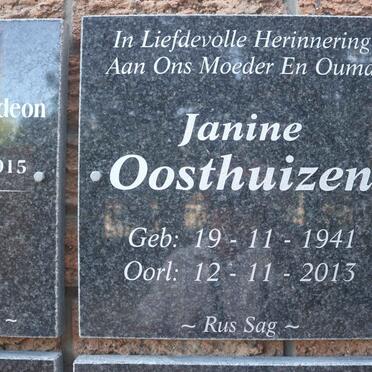 deon
015
~
In Liefdevolle Herinnering
Aan Ons Moeder En Ouma
Janine
Oosthuizen
Geb: 19 - 11 - 1941
Oorl: 12 - 11 - 2013
~ Rus Sag ~